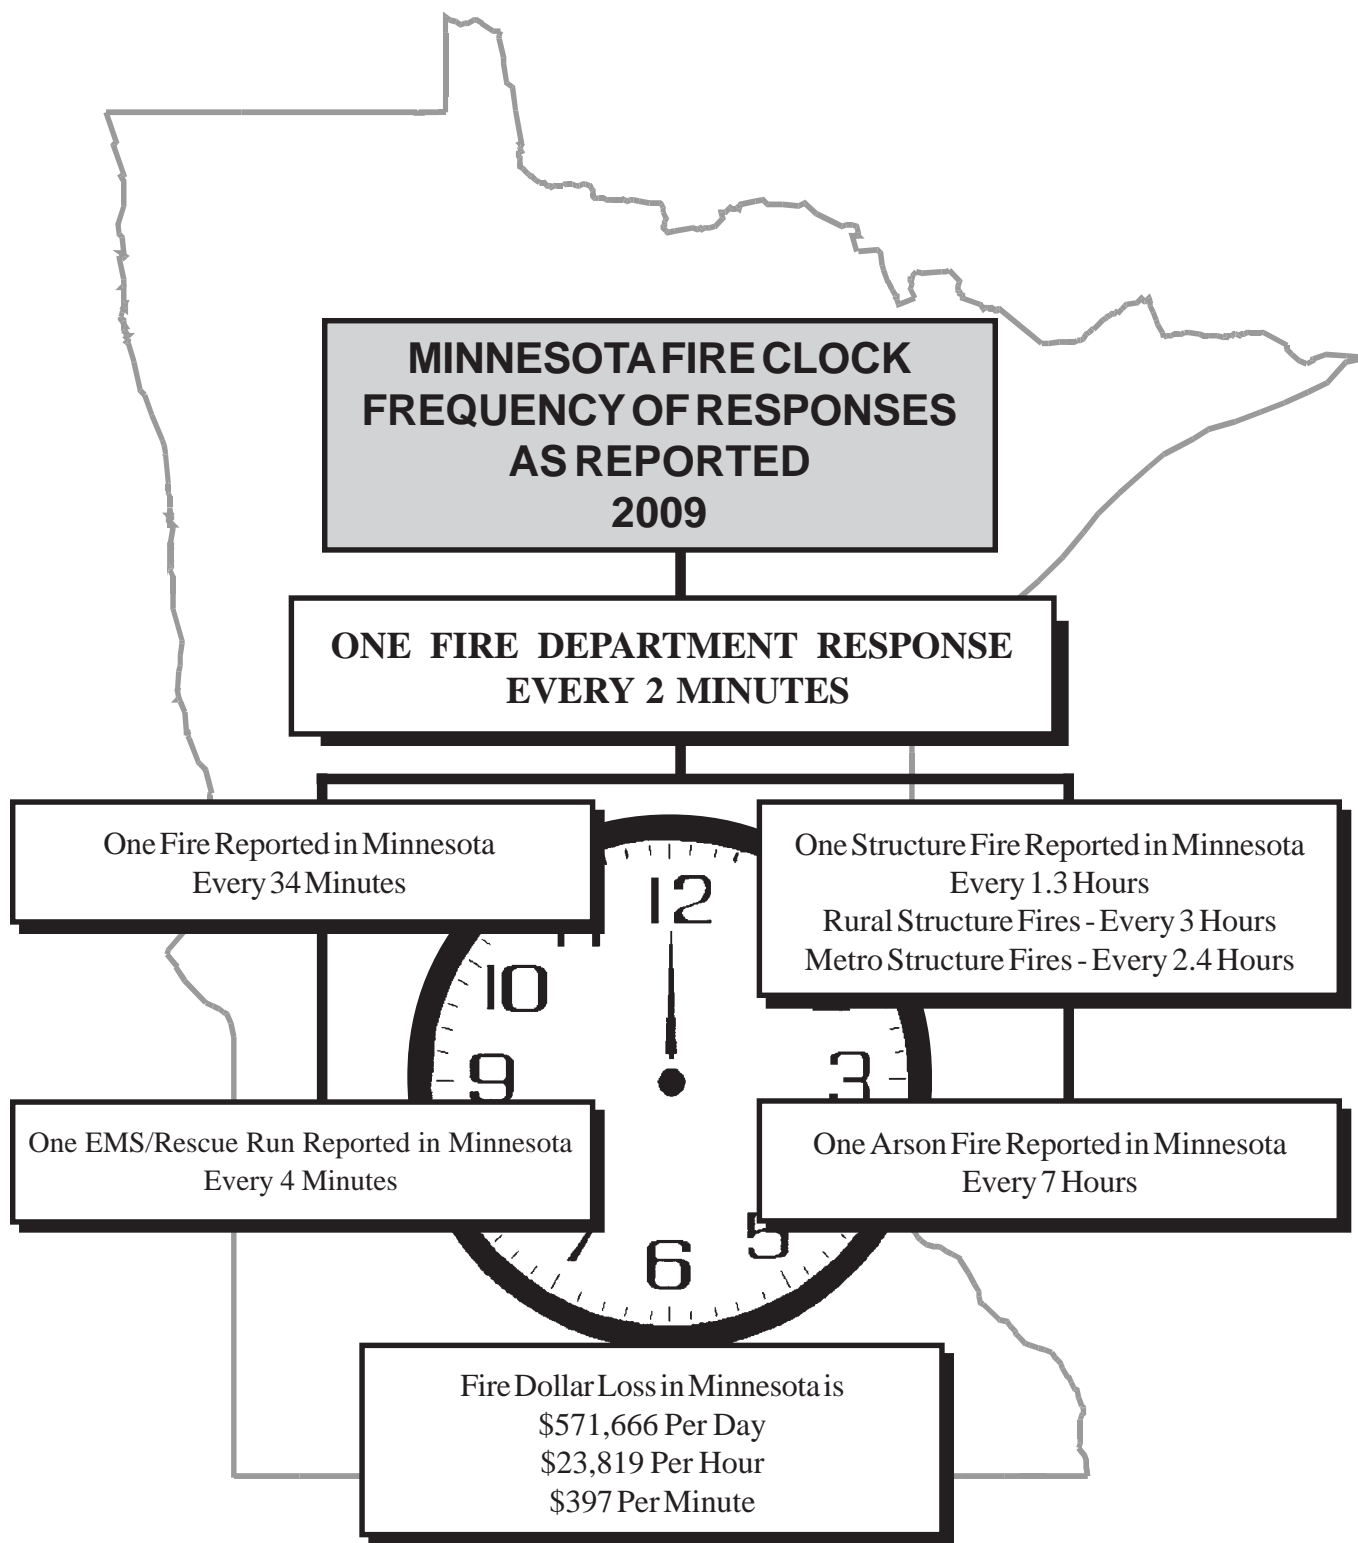 MINNESOTA FIRE CLOCK
FREQUENCY OF RESPONSES
AS REPORTED
2009
ONE FIRE DEPARTMENT RESPONSE
EVERY 2 MINUTES
One Fire Reported in Minnesota
Every 34 Minutes
One Structure Fire Reported in Minnesota
Every 1.3 Hours
Rural Structure Fires - Every 3 Hours
Metro Structure Fires - Every 2.4 Hours
12
10
9
3
One EMS/Rescue Run Reported in Minnesota
Every 4 Minutes
One Arson Fire Reported in Minnesota
Every 7 Hours
7
6
5
Fire Dollar Loss in Minnesota is
$571,666 Per Day
$23,819 Per Hour
$397 Per Minute